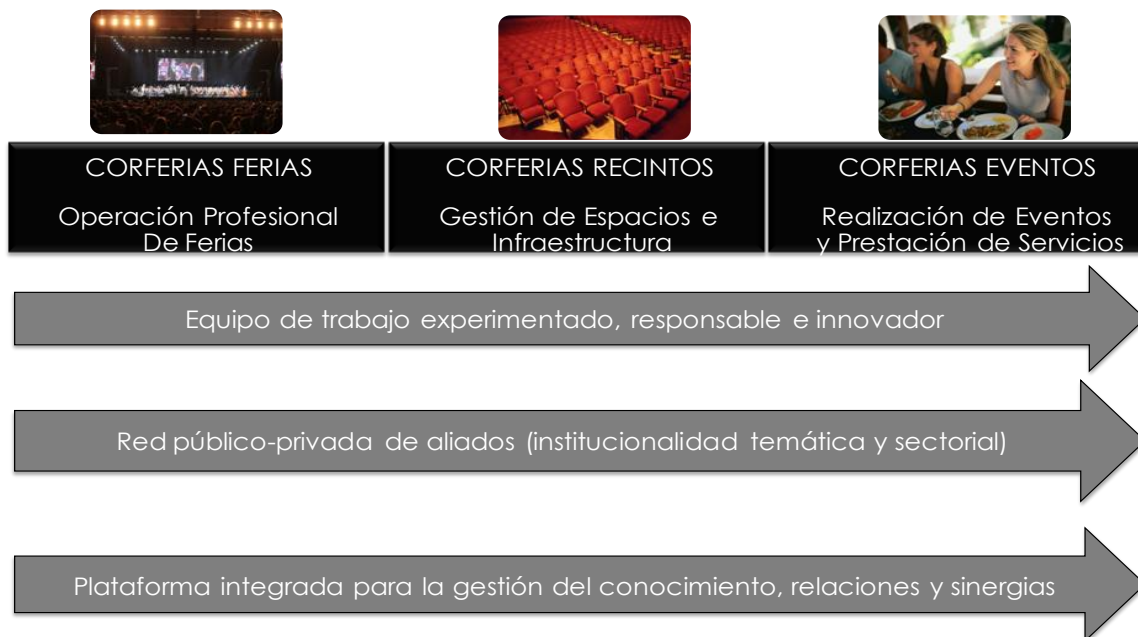 CORFERIAS FERIAS
Operación Profesional
De Ferias
CORFERIAS RECINTOS
Gestión de Espacios e
Infraestructura
CORFERIAS EVENTOS
Realización de Eventos
y Prestación de Servicios
Equipo de trabajo experimentado, responsable e innovador
Red público-privada de aliados (institucionalidad temática y sectorial)
Plataforma integrada para la gestión del conocimiento, relaciones y sinergias